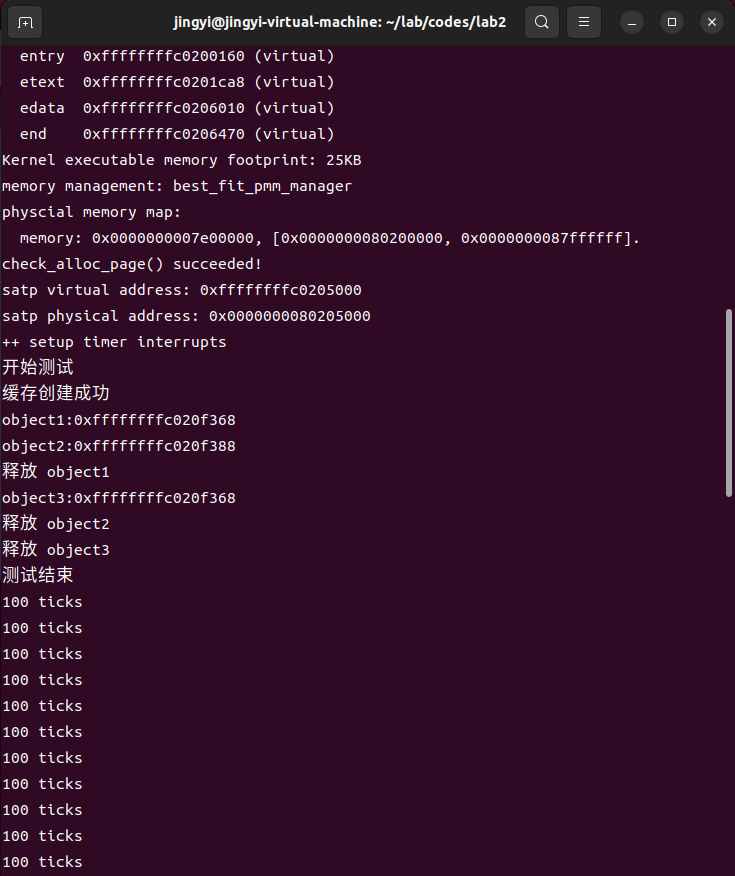 jingyi@jingyi-virtual-machine: ~/lab/codes/lab2
entry 0xffffffffc0200160 (virtual)
etext 0xffffffffc0201ca8 (virtual)
edata 0xffffffffc0206010 (virtual)
end 0xffffffffc0206470 (virtual)
Kernel executable memory footprint: 25KB
memory management: best_fit_pmm_manager
physcial memory map:
memory: 0x0000000007e00000, [0x0000000080200000, 0x0000000087ffffff].
check_alloc_page() succeeded!
satp virtual address: 0xffffffffc0205000
satp physical address: 0x0000000080205000
++ setup timer interrupts
开始测试
缓存创建成功
object1:0xffffffffc020f368
object2:0xffffffffc020f388
释放 object1
object3:0xffffffffc020f368
释放 object2
释放 object3
测试结束
100 ticks
100 ticks
100 ticks
100 ticks
100 ticks
100 ticks
100 ticks
100 ticks
100 ticks
100 ticks
100 ticks